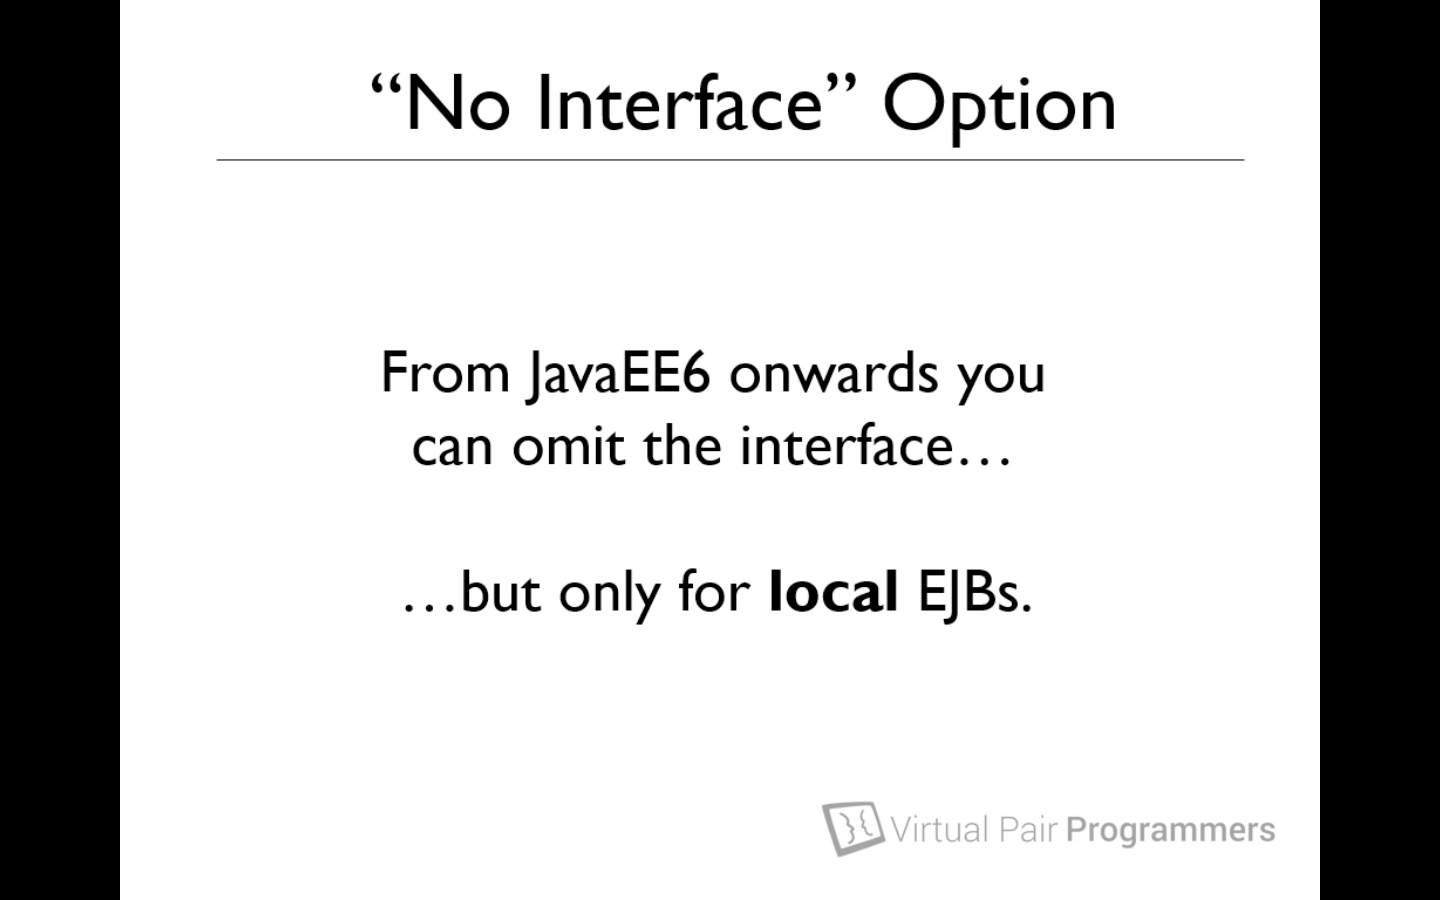 “No Interface” Option
From JavaEE6 onwards you
can omit the interface…
…but only for local EJBs.
Virtual Pair Programmers